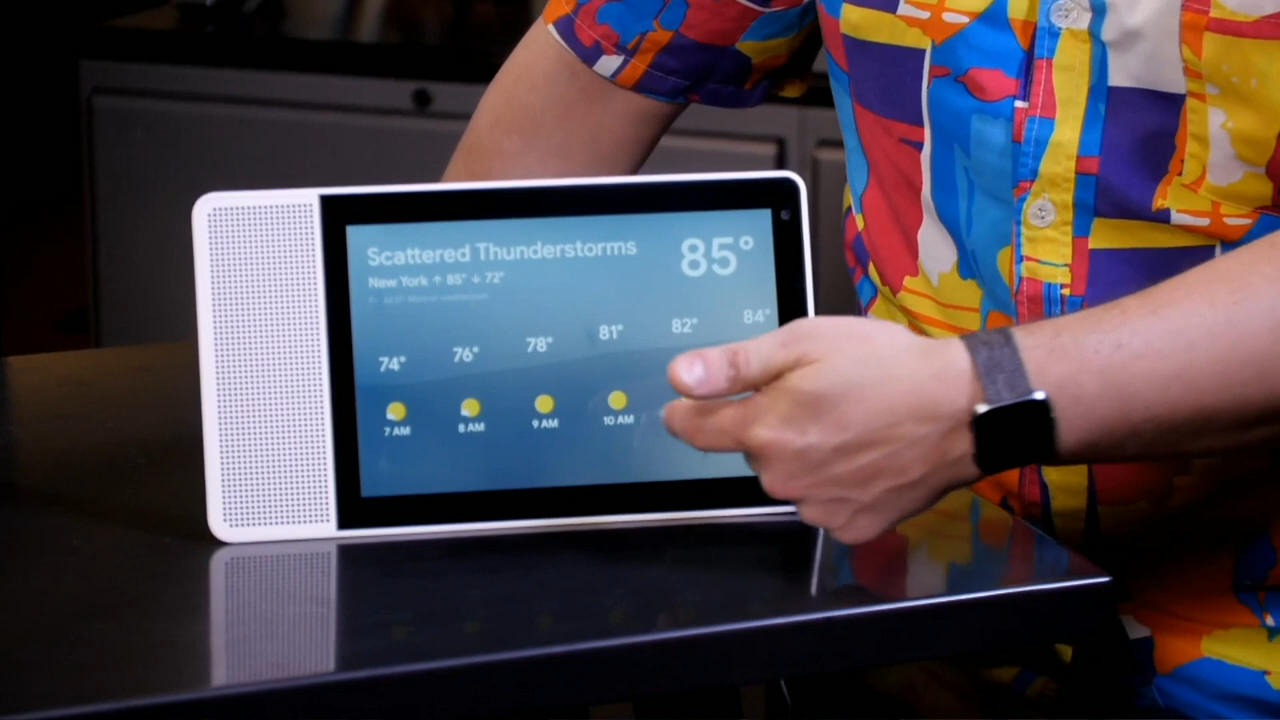 Scattered Thunderstorms
85°
New York ↑ 85° ↓ 72°
74° 76° 78° 81° 82° 84°
7 AM 8 AM 9 AM 10 AM